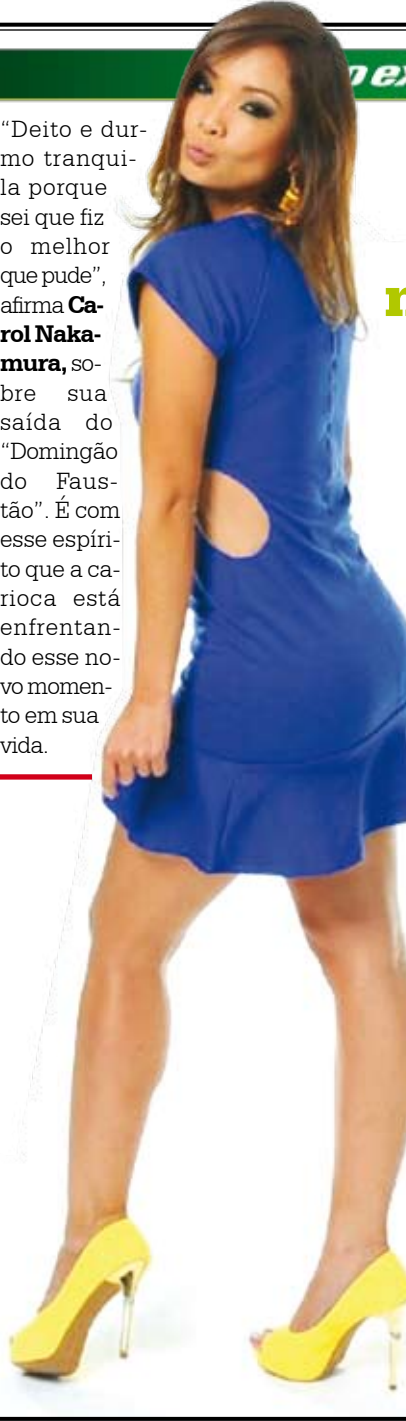 “Deito e dur-
mo tranqui-
la porque
sei que fiz
o melhor
que pude”,
afirma Ca-
rol Naka-
mura, so-
bre sua
saída do
“Domingão
do Faus-
tão”. É com
esse espíri-
to que a ca-
rioca está
enfrentan-
do esse no-
vo momen-
to em sua
vida.